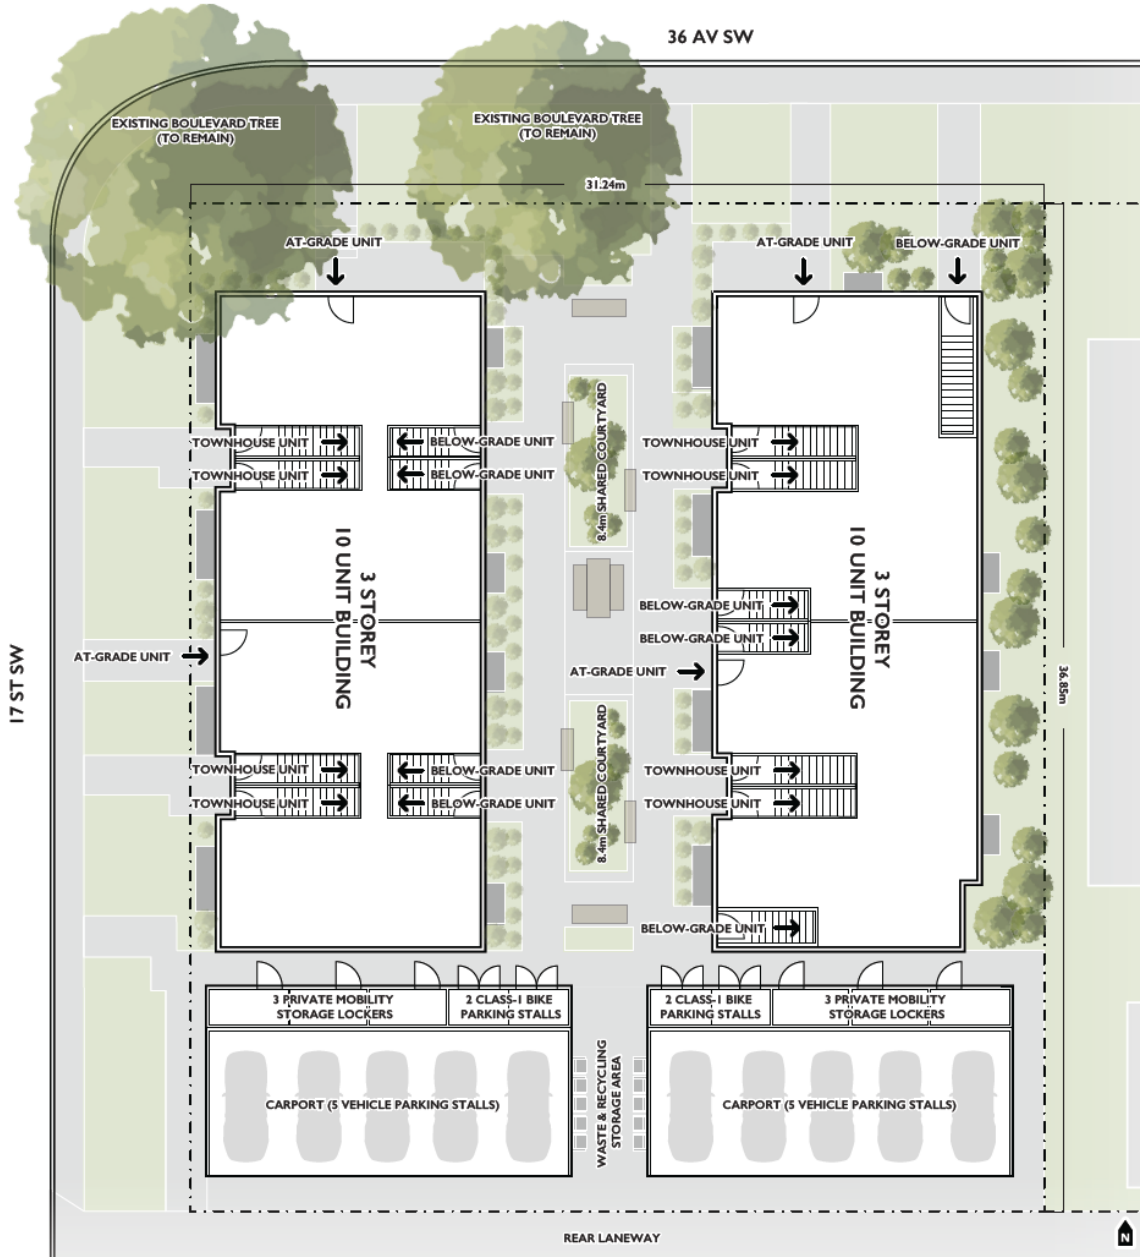 36 AV SW
EXISTING BOULEVARD TREE
(TO REMAIN)
EXISTING BOULEVARD TREE
(TO REMAIN)
31.24m
AT-GRADE UNIT
AT-GRADE UNIT
BELOW-GRADE UNIT
TOWNHOUSE UNIT
BELOW-GRADE UNIT
TOWNHOUSE UNIT
TOWNHOUSE UNIT
BELOW-GRADE UNIT
TOWNHOUSE UNIT
8.4m SHARED COURTYARD
3 STOREY
10 UNIT BUILDING
3 STOREY
10 UNIT BUILDING
BELOW-GRADE UNIT
BELOW-GRADE UNIT
AT-GRADE UNIT
AT-GRADE UNIT
17 ST SW
36.85m
8.4m SHARED COURTYARD
TOWNHOUSE UNIT
BELOW-GRADE UNIT
TOWNHOUSE UNIT
TOWNHOUSE UNIT
BELOW-GRADE UNIT
TOWNHOUSE UNIT
BELOW-GRADE UNIT
3 PRIVATE MOBILITY
STORAGE LOCKERS
2 CLASS-1 BIKE
PARKING STALLS
2 CLASS-1 BIKE
PARKING STALLS
3 PRIVATE MOBILITY
STORAGE LOCKERS
CARPORT (5 VEHICLE PARKING STALLS)
WASTE & RECYCLING
STORAGE AREA
CARPORT (5 VEHICLE PARKING STALLS)
REAR LANEWAY
N